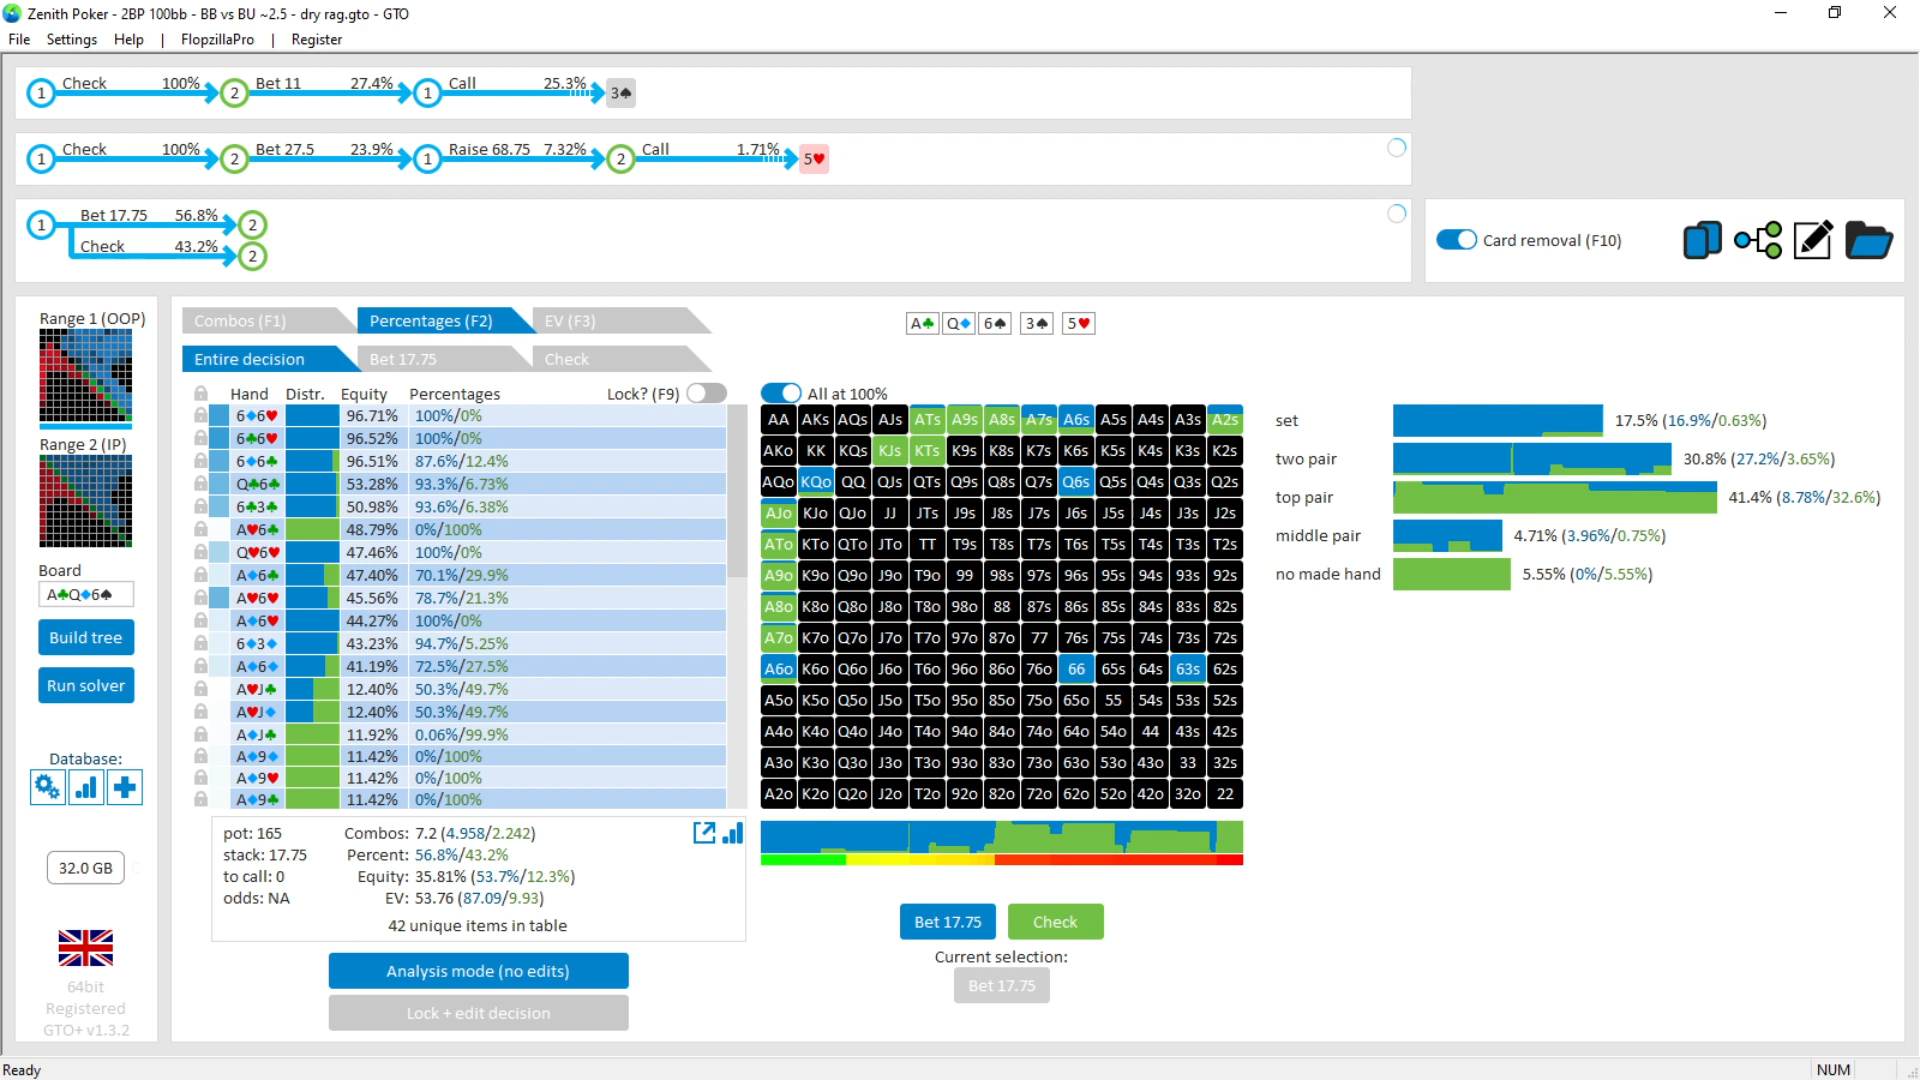 Zenith Poker - 2BP 100bb - BB vs BU ~2.5 - dry rag.gto - GTO
File Settings Help | FlopzillaPro | Register
1 Check 100% 2 Bet 11 27.4% 1 Call 25.3% 3♠
1 Check 100% 2 Bet 27.5 23.9% 1 Raise 68.75 7.32% 2 Call 1.71% 5♥
1 Bet 17.75 56.8% 2
Check 43.2% 2
Card removal (F10)
Range 1 (OOP)
Range 2 (IP)
Board
A♣Q♦6♠
Build tree
Run solver
Database:
32.0 GB
64bit
Registered
GTO+ v1.3.2
Combos (F1) Percentages (F2) EV (F3)
Entire decision Bet 17.75 Check
A♣ Q♦ 6♠ 3♠ 5♥
Hand Distr. Equity Percentages Lock? (F9)
6♦6♥ 96.71% 100%/0%
6♣6♥ 96.52% 100%/0%
6♦6♣ 96.51% 87.6%/12.4%
Q♣6♣ 53.28% 93.3%/6.73%
6♣3♣ 50.98% 93.6%/6.38%
A♥6♣ 48.79% 0%/100%
Q♥6♥ 47.46% 100%/0%
A♦6♣ 47.40% 70.1%/29.9%
A♥6♥ 45.56% 78.7%/21.3%
A♦6♥ 44.27% 100%/0%
6♦3♦ 43.23% 94.7%/5.25%
A♦6♦ 41.19% 72.5%/27.5%
A♥J♣ 12.40% 50.3%/49.7%
A♥J♦ 12.40% 50.3%/49.7%
A♦J♣ 11.92% 0.06%/99.9%
A♦9♦ 11.42% 0%/100%
A♦9♥ 11.42% 0%/100%
A♦9♣ 11.42% 0%/100%
pot: 165 Combos: 7.2 (4.958/2.242)
stack: 17.75 Percent: 56.8%/43.2%
to call: 0 Equity: 35.81% (53.7%/12.3%)
odds: NA EV: 53.76 (87.09/9.93)
42 unique items in table
Analysis mode (no edits)
Lock + edit decision
All at 100%
AA AKs AQs AJs ATs A9s A8s A7s A6s A5s A4s A3s A2s
AKo KK KQs KJs KTs K9s K8s K7s K6s K5s K4s K3s K2s
AQo KQo QQ QJs QTs Q9s Q8s Q7s Q6s Q5s Q4s Q3s Q2s
AJo KJo QJo JJ JTs J9s J8s J7s J6s J5s J4s J3s J2s
ATo KTo QTo JTo TT T9s T8s T7s T6s T5s T4s T3s T2s
A9o K9o Q9o J9o T9o 99 98s 97s 96s 95s 94s 93s 92s
A8o K8o Q8o J8o T8o 98o 88 87s 86s 85s 84s 83s 82s
A7o K7o Q7o J7o T7o 97o 87o 77 76s 75s 74s 73s 72s
A6o K6o Q6o J6o T6o 96o 86o 76o 66 65s 64s 63s 62s
A5o K5o Q5o J5o T5o 95o 85o 75o 65o 55 54s 53s 52s
A4o K4o Q4o J4o T4o 94o 84o 74o 64o 54o 44 43s 42s
A3o K3o Q3o J3o T3o 93o 83o 73o 63o 53o 43o 33 32s
A2o K2o Q2o J2o T2o 92o 82o 72o 62o 52o 42o 32o 22
Bet 17.75 Check
Current selection:
Bet 17.75
set 17.5% (16.9%/0.63%)
two pair 30.8% (27.2%/3.65%)
top pair 41.4% (8.78%/32.6%)
middle pair 4.71% (3.96%/0.75%)
no made hand 5.55% (0%/5.55%)
Ready NUM